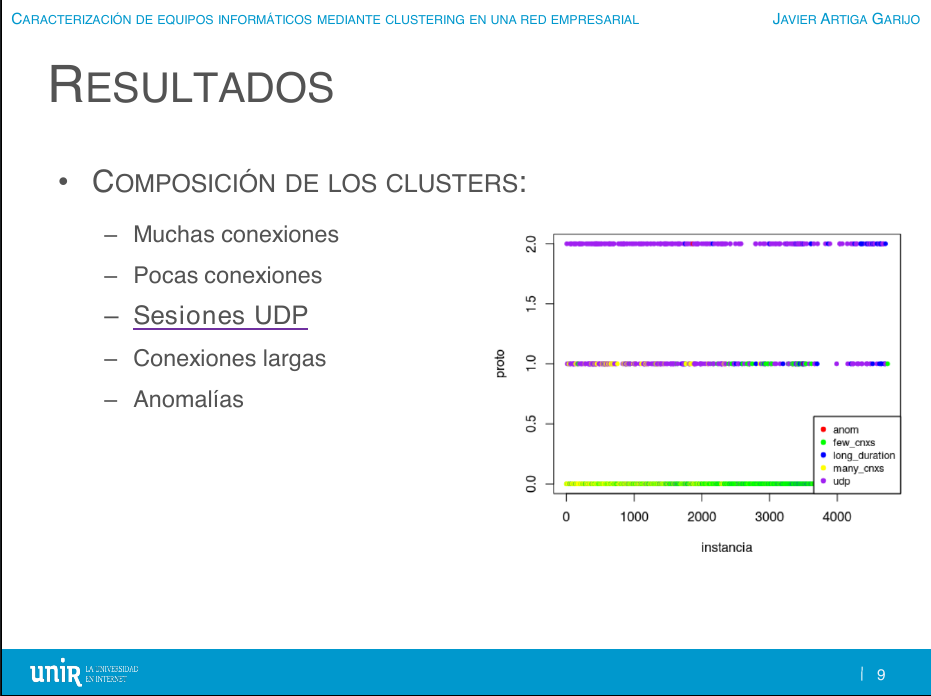 CARACTERIZACIÓN DE EQUIPOS INFORMÁTICOS MEDIANTE CLUSTERING EN UNA RED EMPRESARIAL
JAVIER ARTIGA GARIJO
RESULTADOS
• COMPOSICIÓN DE LOS CLUSTERS:
– Muchas conexiones
– Pocas conexiones
– Sesiones UDP
– Conexiones largas
– Anomalías
proto
2.0
1.5
1.0
0.5
0.0
anom
few_cnxs
long_duration
many_cnxs
udp
0 1000 2000 3000 4000
instancia
unir LA UNIVERSIDAD
EN INTERNET
| 9